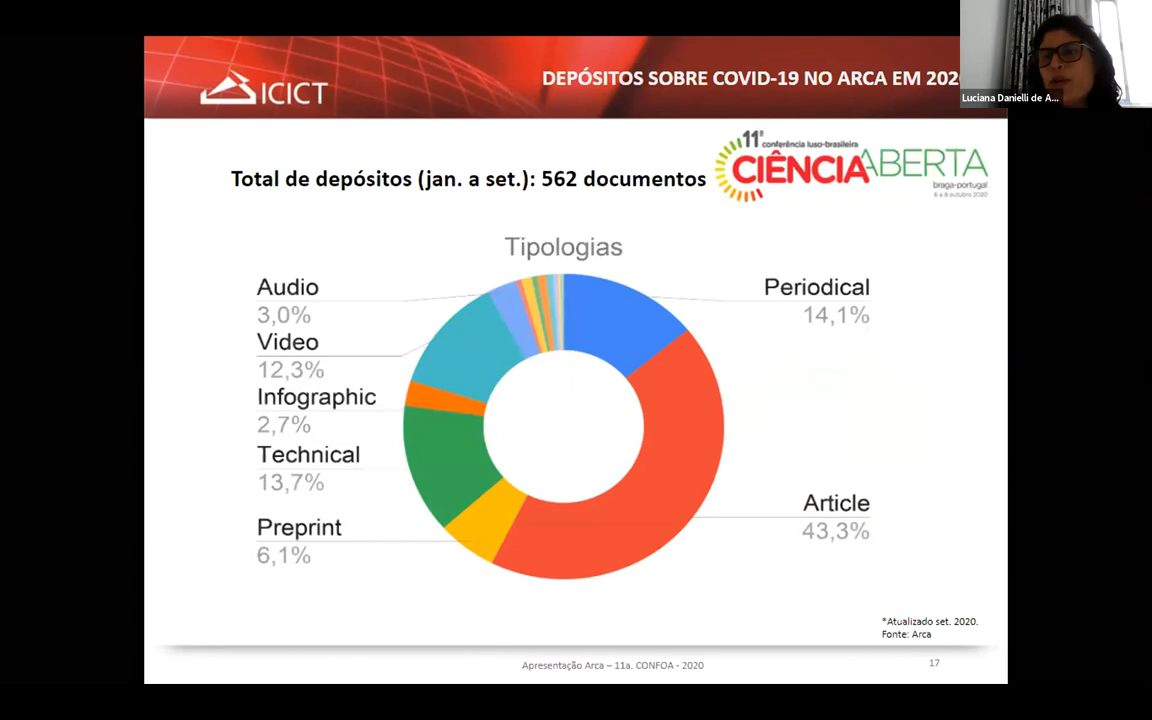 ICICT
DEPÓSITOS SOBRE COVID-19 NO ARCA EM 202
Luciana Danielli de A...
11ª conferência luso-brasileira
CIÊNCIAABERTA
braga-portugal
6 a 8 outubro 2020
Total de depósitos (jan. a set.): 562 documentos
Tipologias
Audio
3,0%
Video
12,3%
Infographic
2,7%
Technical
13,7%
Preprint
6,1%
Periodical
14,1%
Article
43,3%
*Atualizado set. 2020.
Fonte: Arca
Apresentação Arca – 11a. CONFOA - 2020
17